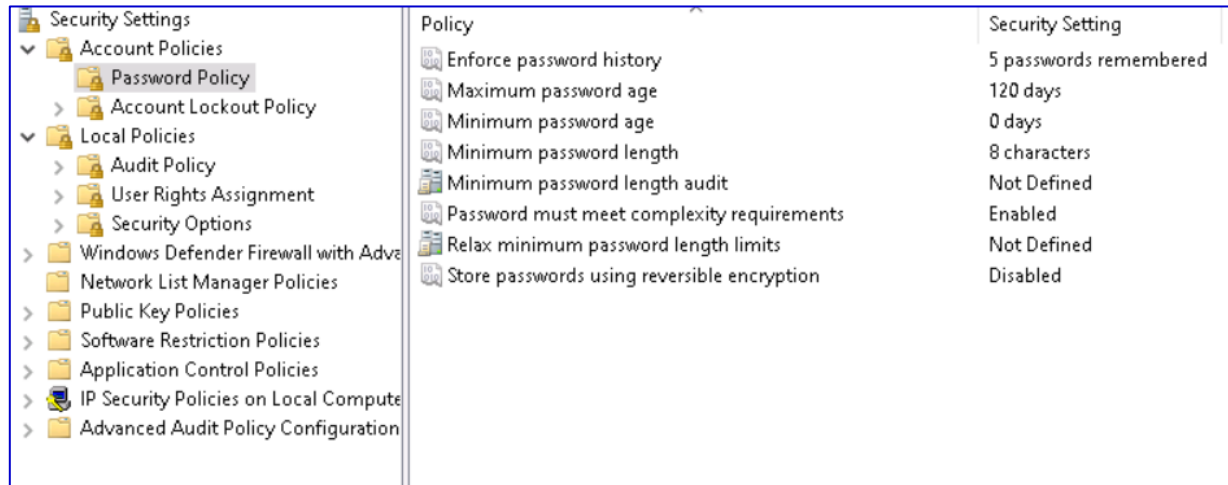 Security Settings
Account Policies
Password Policy
Account Lockout Policy
Local Policies
Audit Policy
User Rights Assignment
Security Options
Windows Defender Firewall with Adva
Network List Manager Policies
Public Key Policies
Software Restriction Policies
Application Control Policies
IP Security Policies on Local Compute
Advanced Audit Policy Configuration
Policy Security Setting
Enforce password history 5 passwords remembered
Maximum password age 120 days
Minimum password age 0 days
Minimum password length 8 characters
Minimum password length audit Not Defined
Password must meet complexity requirements Enabled
Relax minimum password length limits Not Defined
Store passwords using reversible encryption Disabled